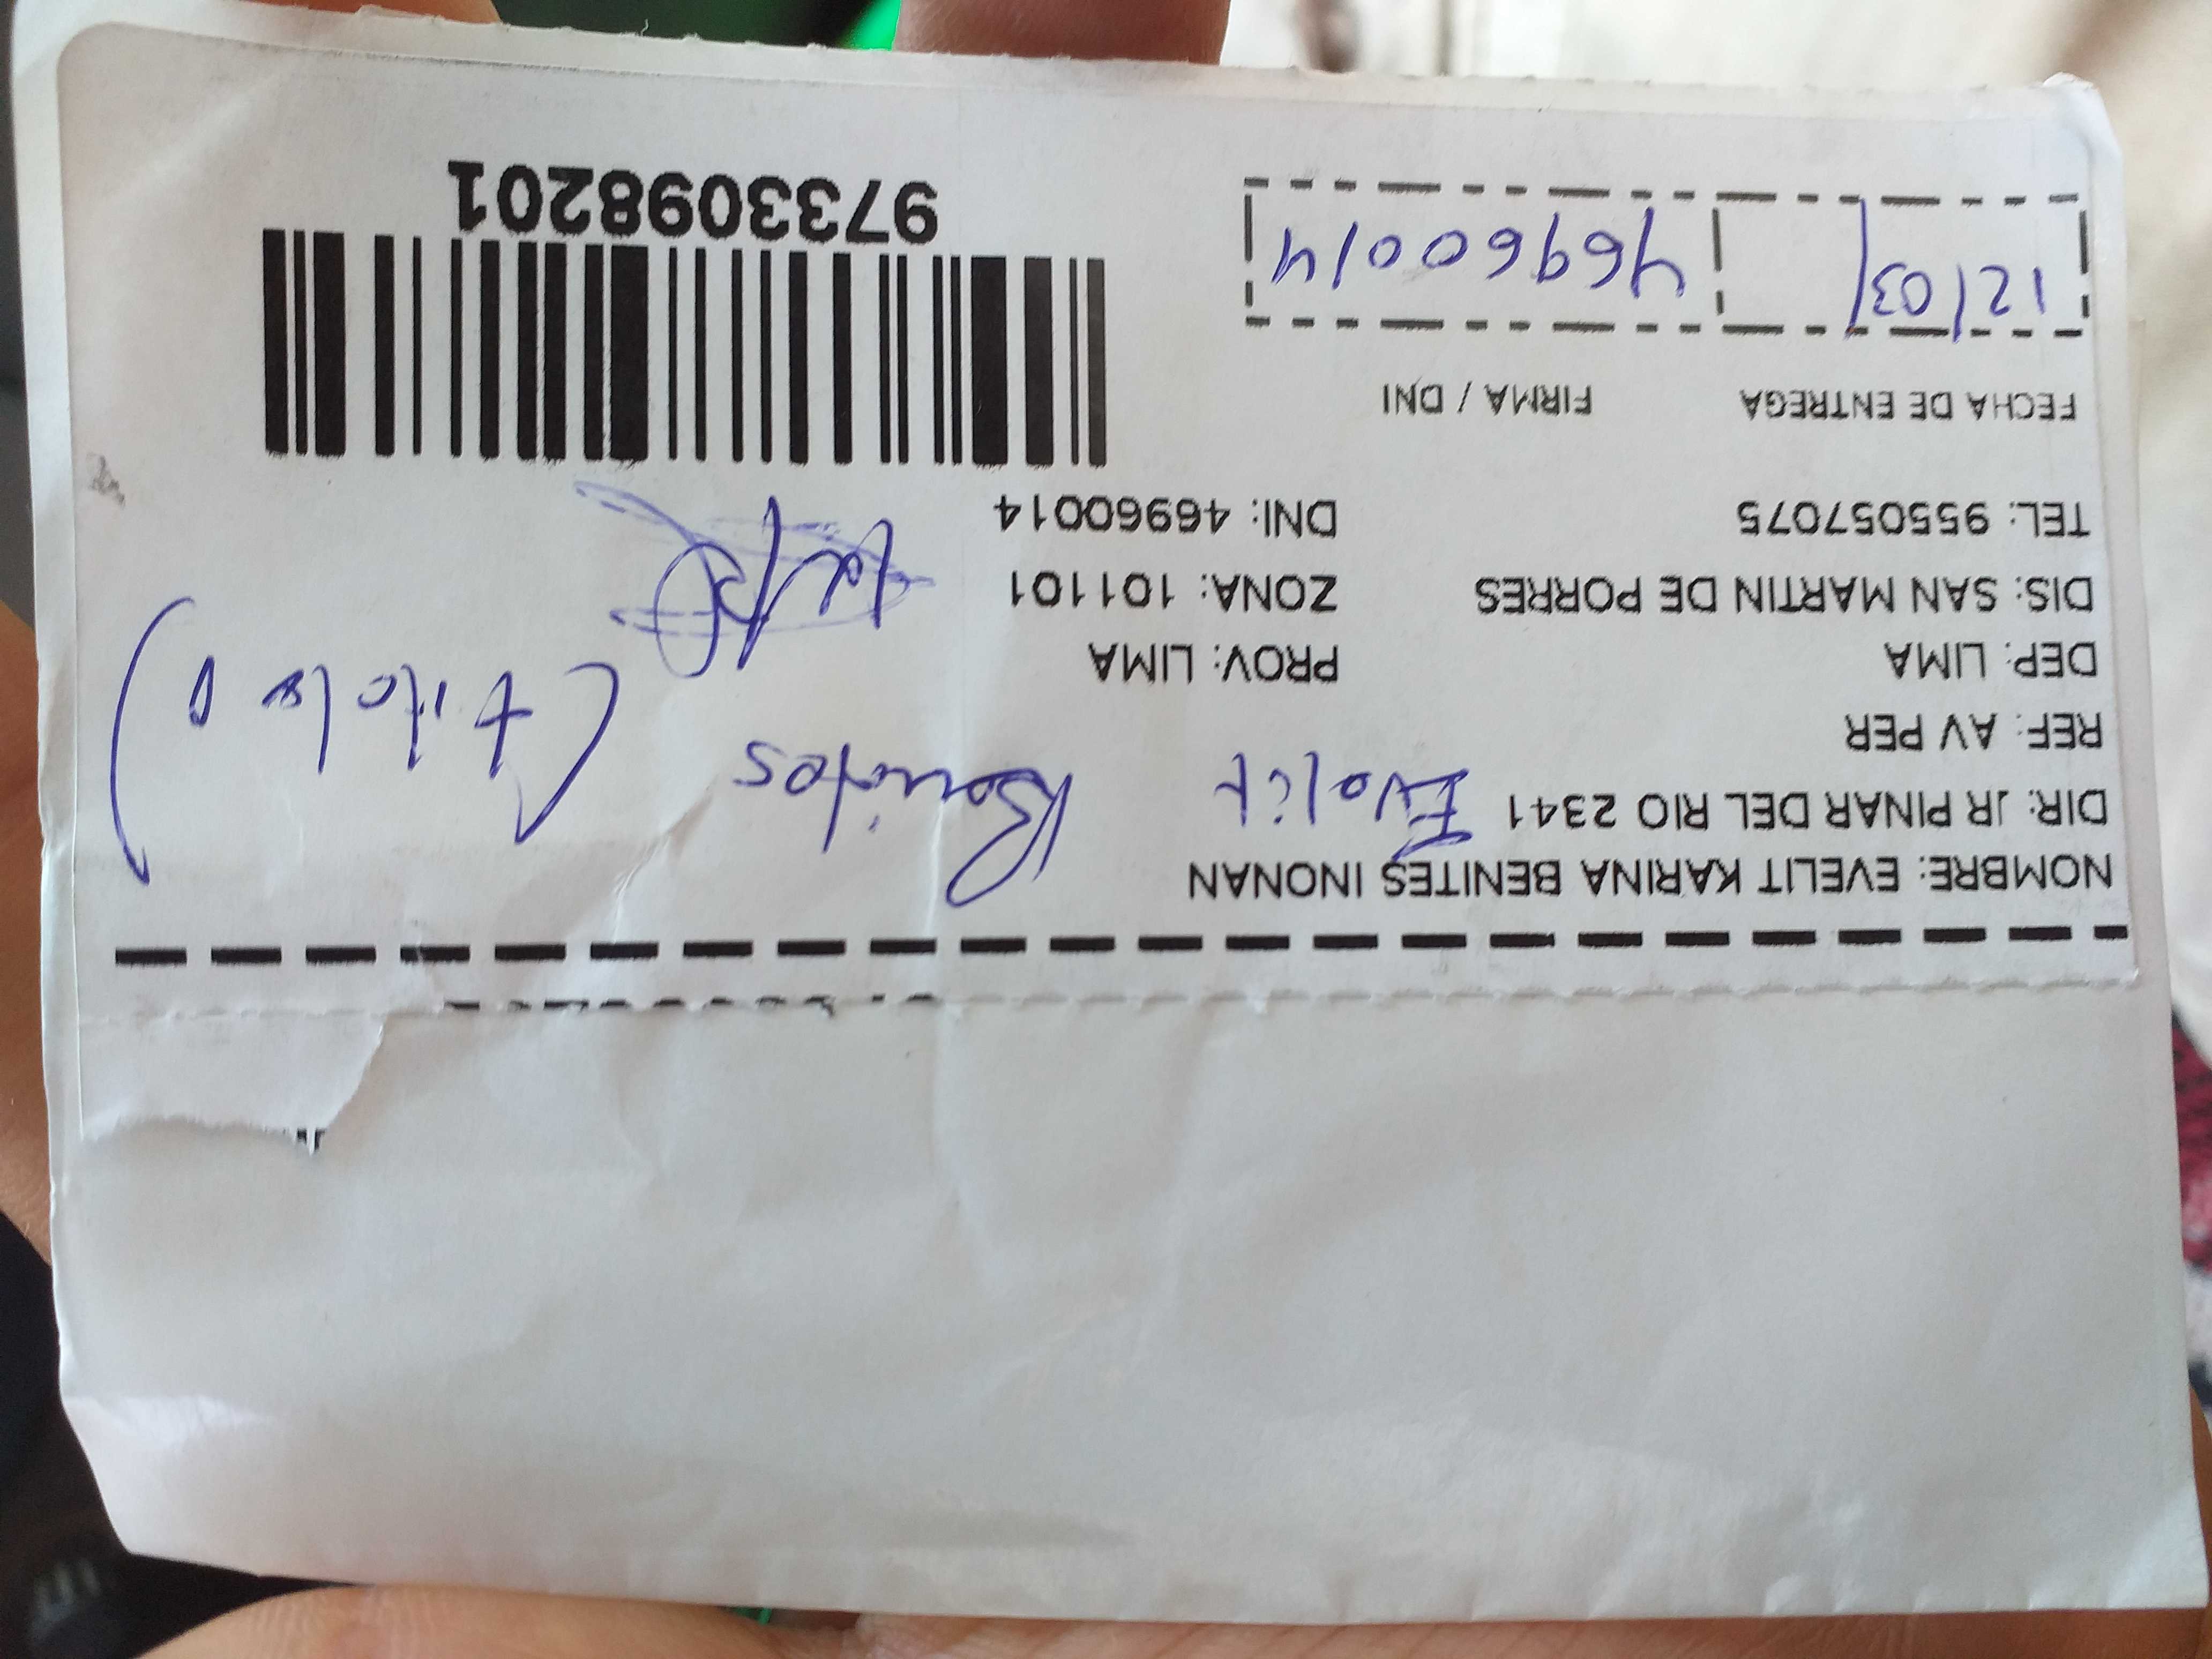 NOMBRE: EVELIT KARINA BENITES INONAN
DIR: JR PINAR DEL RIO 2341
Evelit Benites
REF: AV PER
(titular)
DEP: LIMA PROV: LIMA
DIS: SAN MARTIN DE PORRES ZONA: 101101
TEL: 955057075 DNI: 46960014
FECHA DE ENTREGA FIRMA / DNI
12/03/ 46960014
9733098201